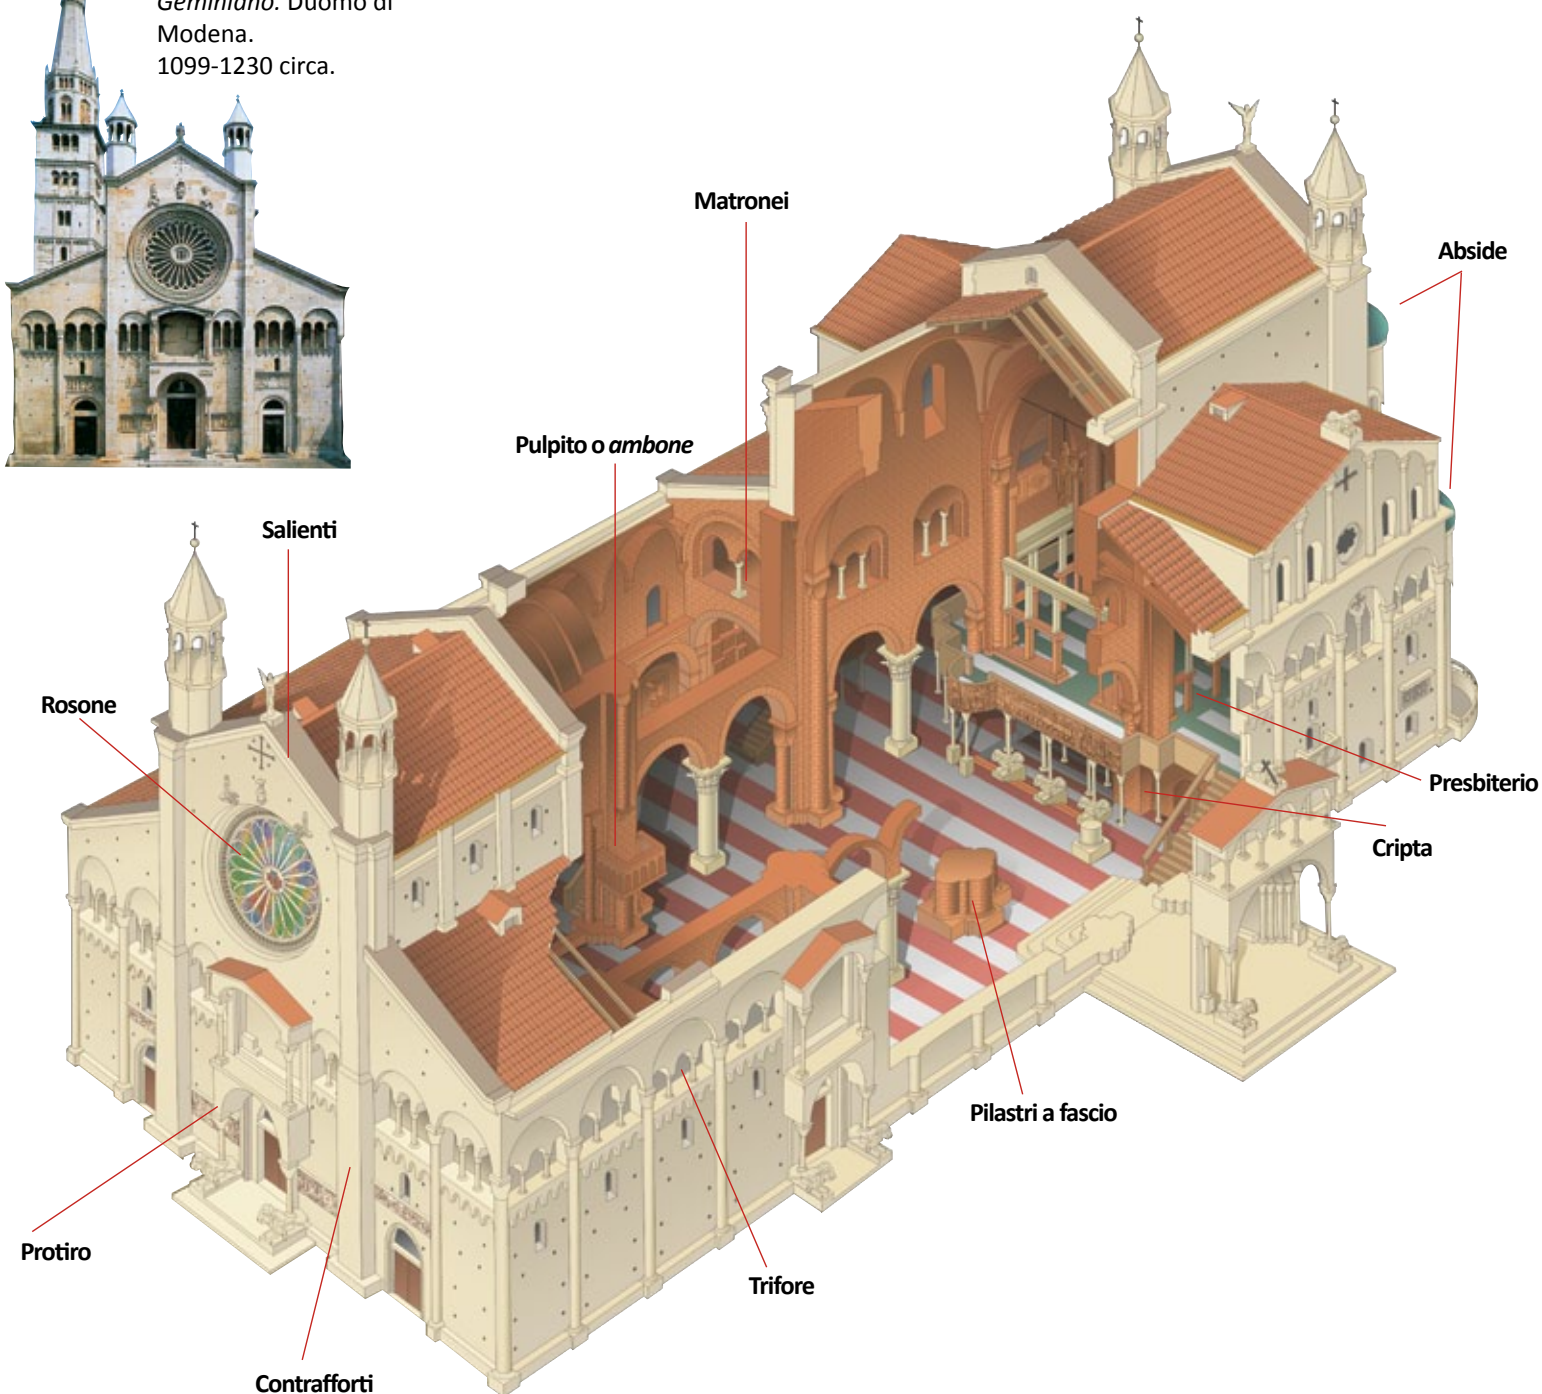 Geminiano. Duomo di
Modena.
1099-1230 circa.
Matronei
Abside
Pulpito o ambone
Salienti
Rosone
Presbiterio
Cripta
Pilastri a fascio
Protiro
Trifore
Contrafforti